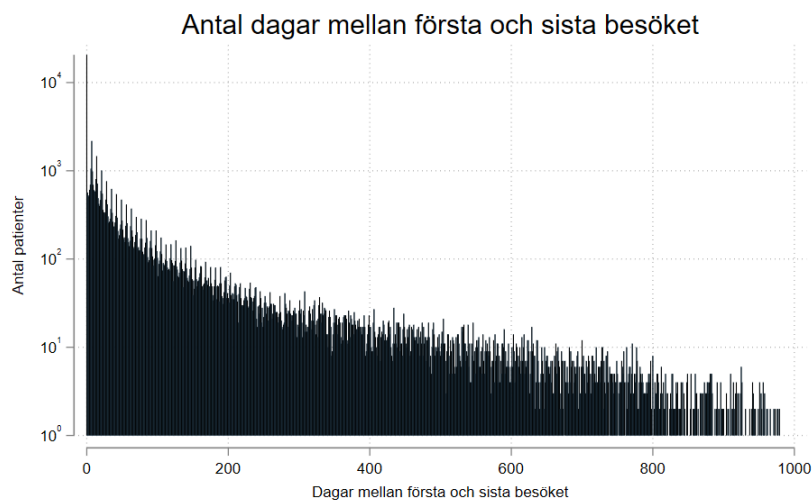 Antal dagar mellan första och sista besöket
Antal patienter
10⁴
10³
10²
10¹
10⁰
0 200 400 600 800 1000
Dagar mellan första och sista besöket